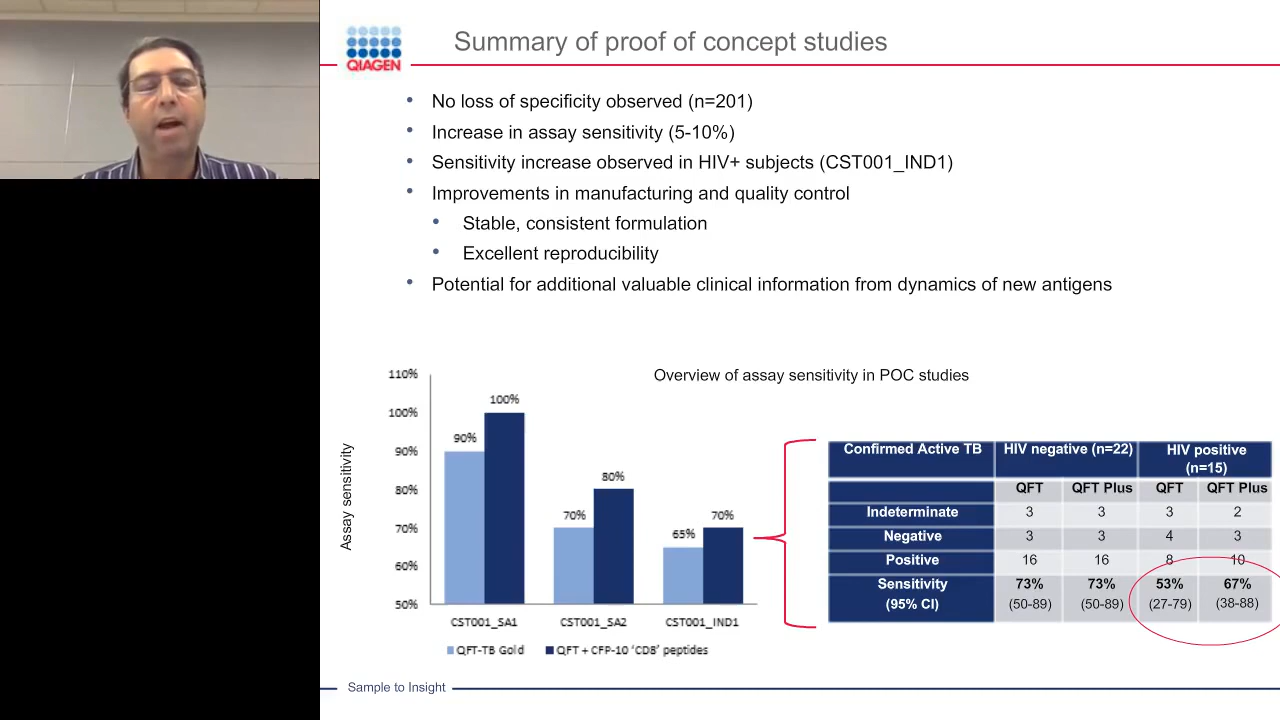 QIAGEN
Summary of proof of concept studies
• No loss of specificity observed (n=201)
• Increase in assay sensitivity (5-10%)
• Sensitivity increase observed in HIV+ subjects (CST001_IND1)
• Improvements in manufacturing and quality control
• Stable, consistent formulation
• Excellent reproducibility
• Potential for additional valuable clinical information from dynamics of new antigens
Overview of assay sensitivity in POC studies
Assay sensitivity
110%
100%
90%
80%
70%
60%
50%
90% 100%
70% 80%
65% 70%
CST001_SA1 CST001_SA2 CST001_IND1
QFT-TB Gold QFT + CFP-10 'CD8' peptides
Confirmed Active TB HIV negative (n=22) HIV positive
(n=15)
QFT QFT Plus QFT QFT Plus
Indeterminate 3 3 3 2
Negative 3 3 4 3
Positive 16 16 8 10
Sensitivity 73% 73% 53% 67%
(95% CI) (50-89) (50-89) (27-79) (38-88)
Sample to Insight